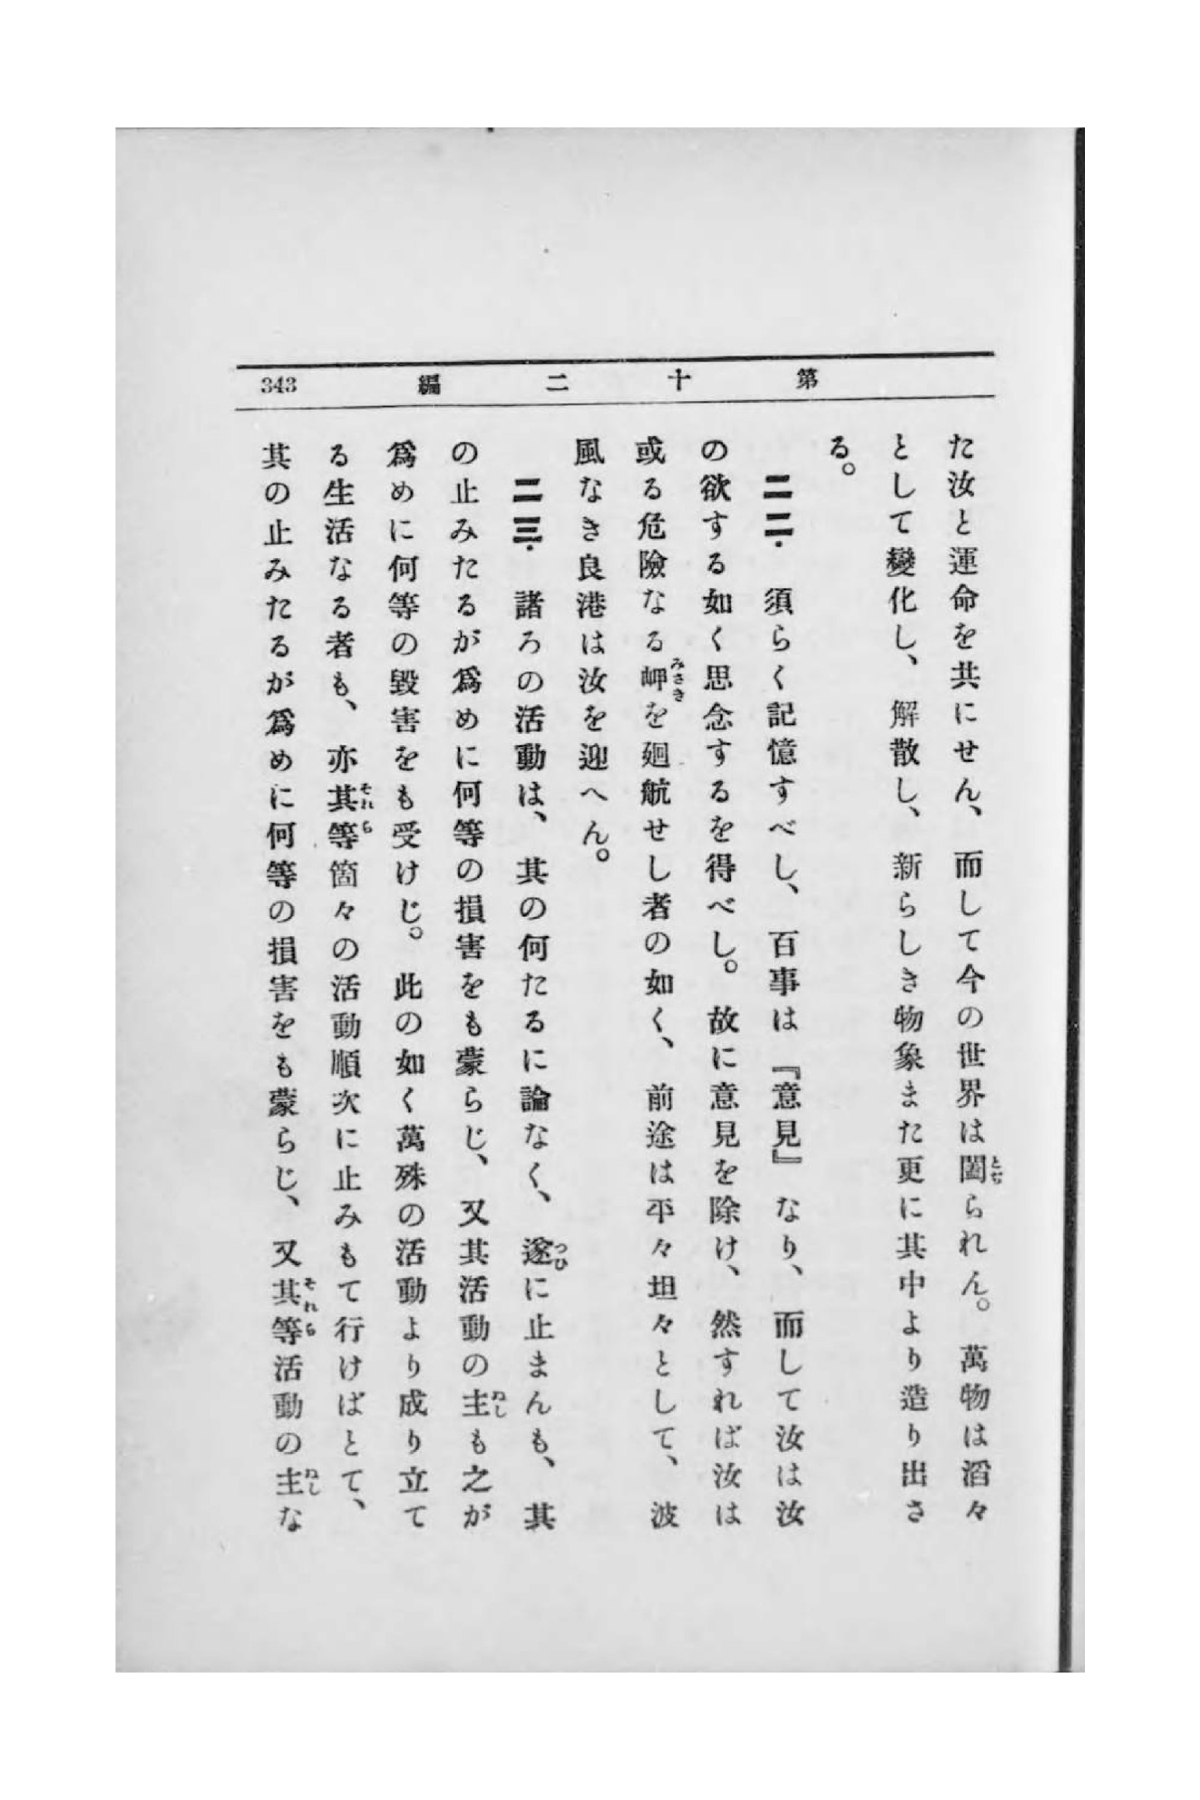 第十二編
343
た汝と運命を共にせん、而して今の世界は闔られん。萬物は滔々
として變化し、解散し、新らしき物象また更に其中より造り出さ
る。
二二. 須らく記憶すべし、百事は『意見』なり、而して汝は汝
の欲する如く思念するを得べし。故に意見を除け、然すれば汝は
或る危險なる岬を廻航せし者の如く、前途は平々坦々として、波
風なき良港は汝を迎へん。
二三. 諸ろの活動は、其の何たるに論なく、遂に止まんも、其
の止みたるが爲めに何等の損害をも蒙らじ、又其活動の主も之が
爲めに何等の毀害をも受けじ。此の如く萬殊の活動より成り立て
る生活なる者も、亦其等箇々の活動順次に止みもて行けばとて、
其の止みたるが爲めに何等の損害をも蒙らじ、又其等活動の主な